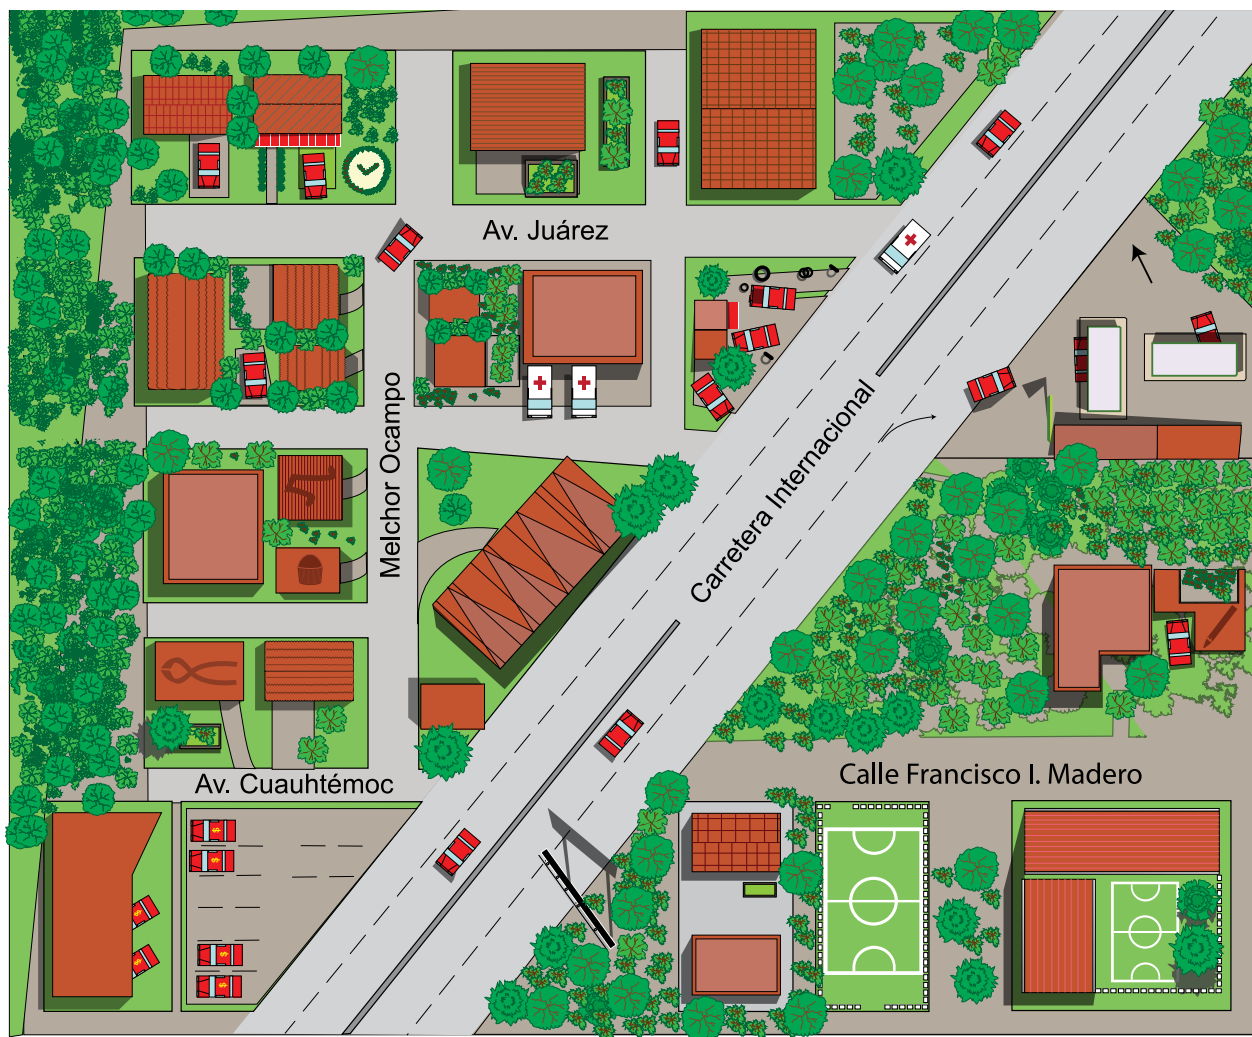 Av. Juárez
Melchor Ocampo
Carretera Internacional
Av. Cuauhtémoc
Calle Francisco I. Madero
$
$
$
$
$
$